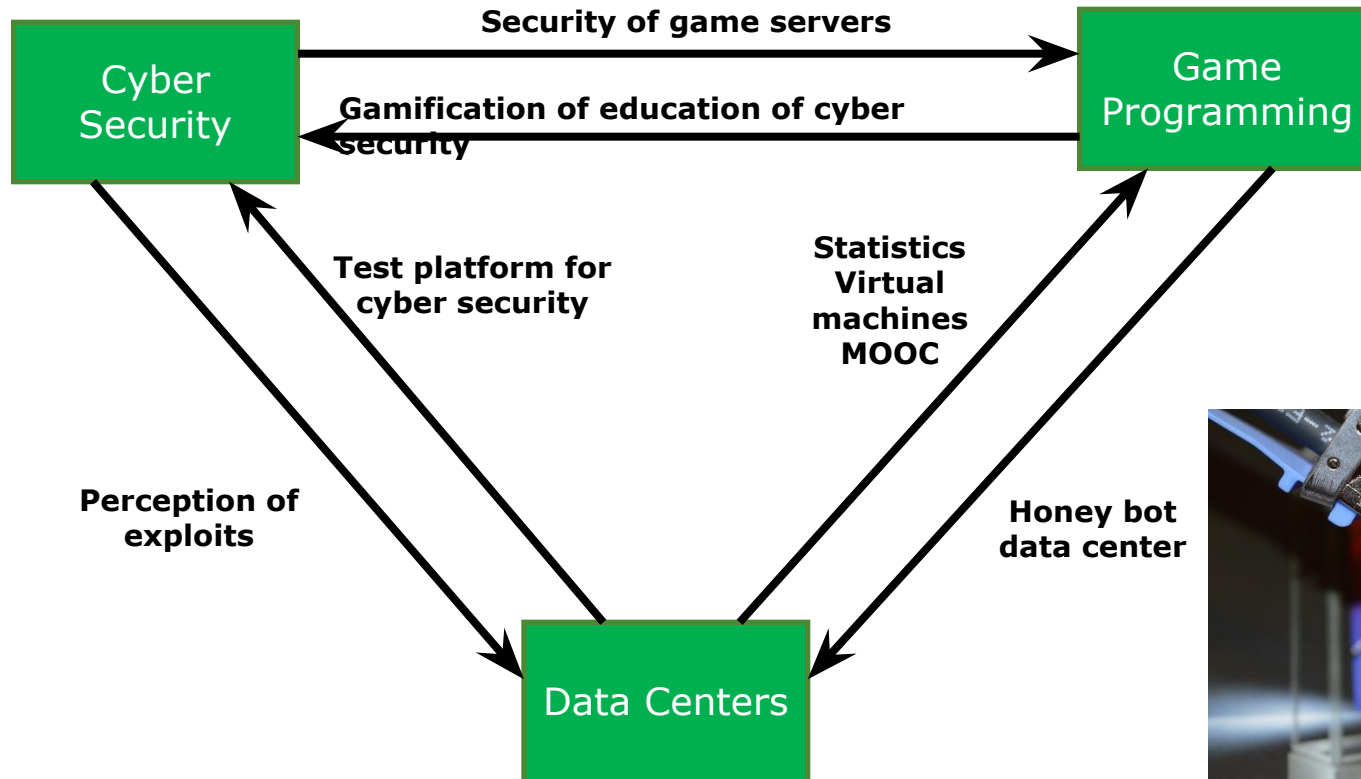 Security of game servers
Cyber
Security
Game
Programming
Gamification of education of cyber
security
Test platform for
cyber security
Statistics
Virtual
machines
MOOC
Perception of
exploits
Honey bot
data center
Data Centers